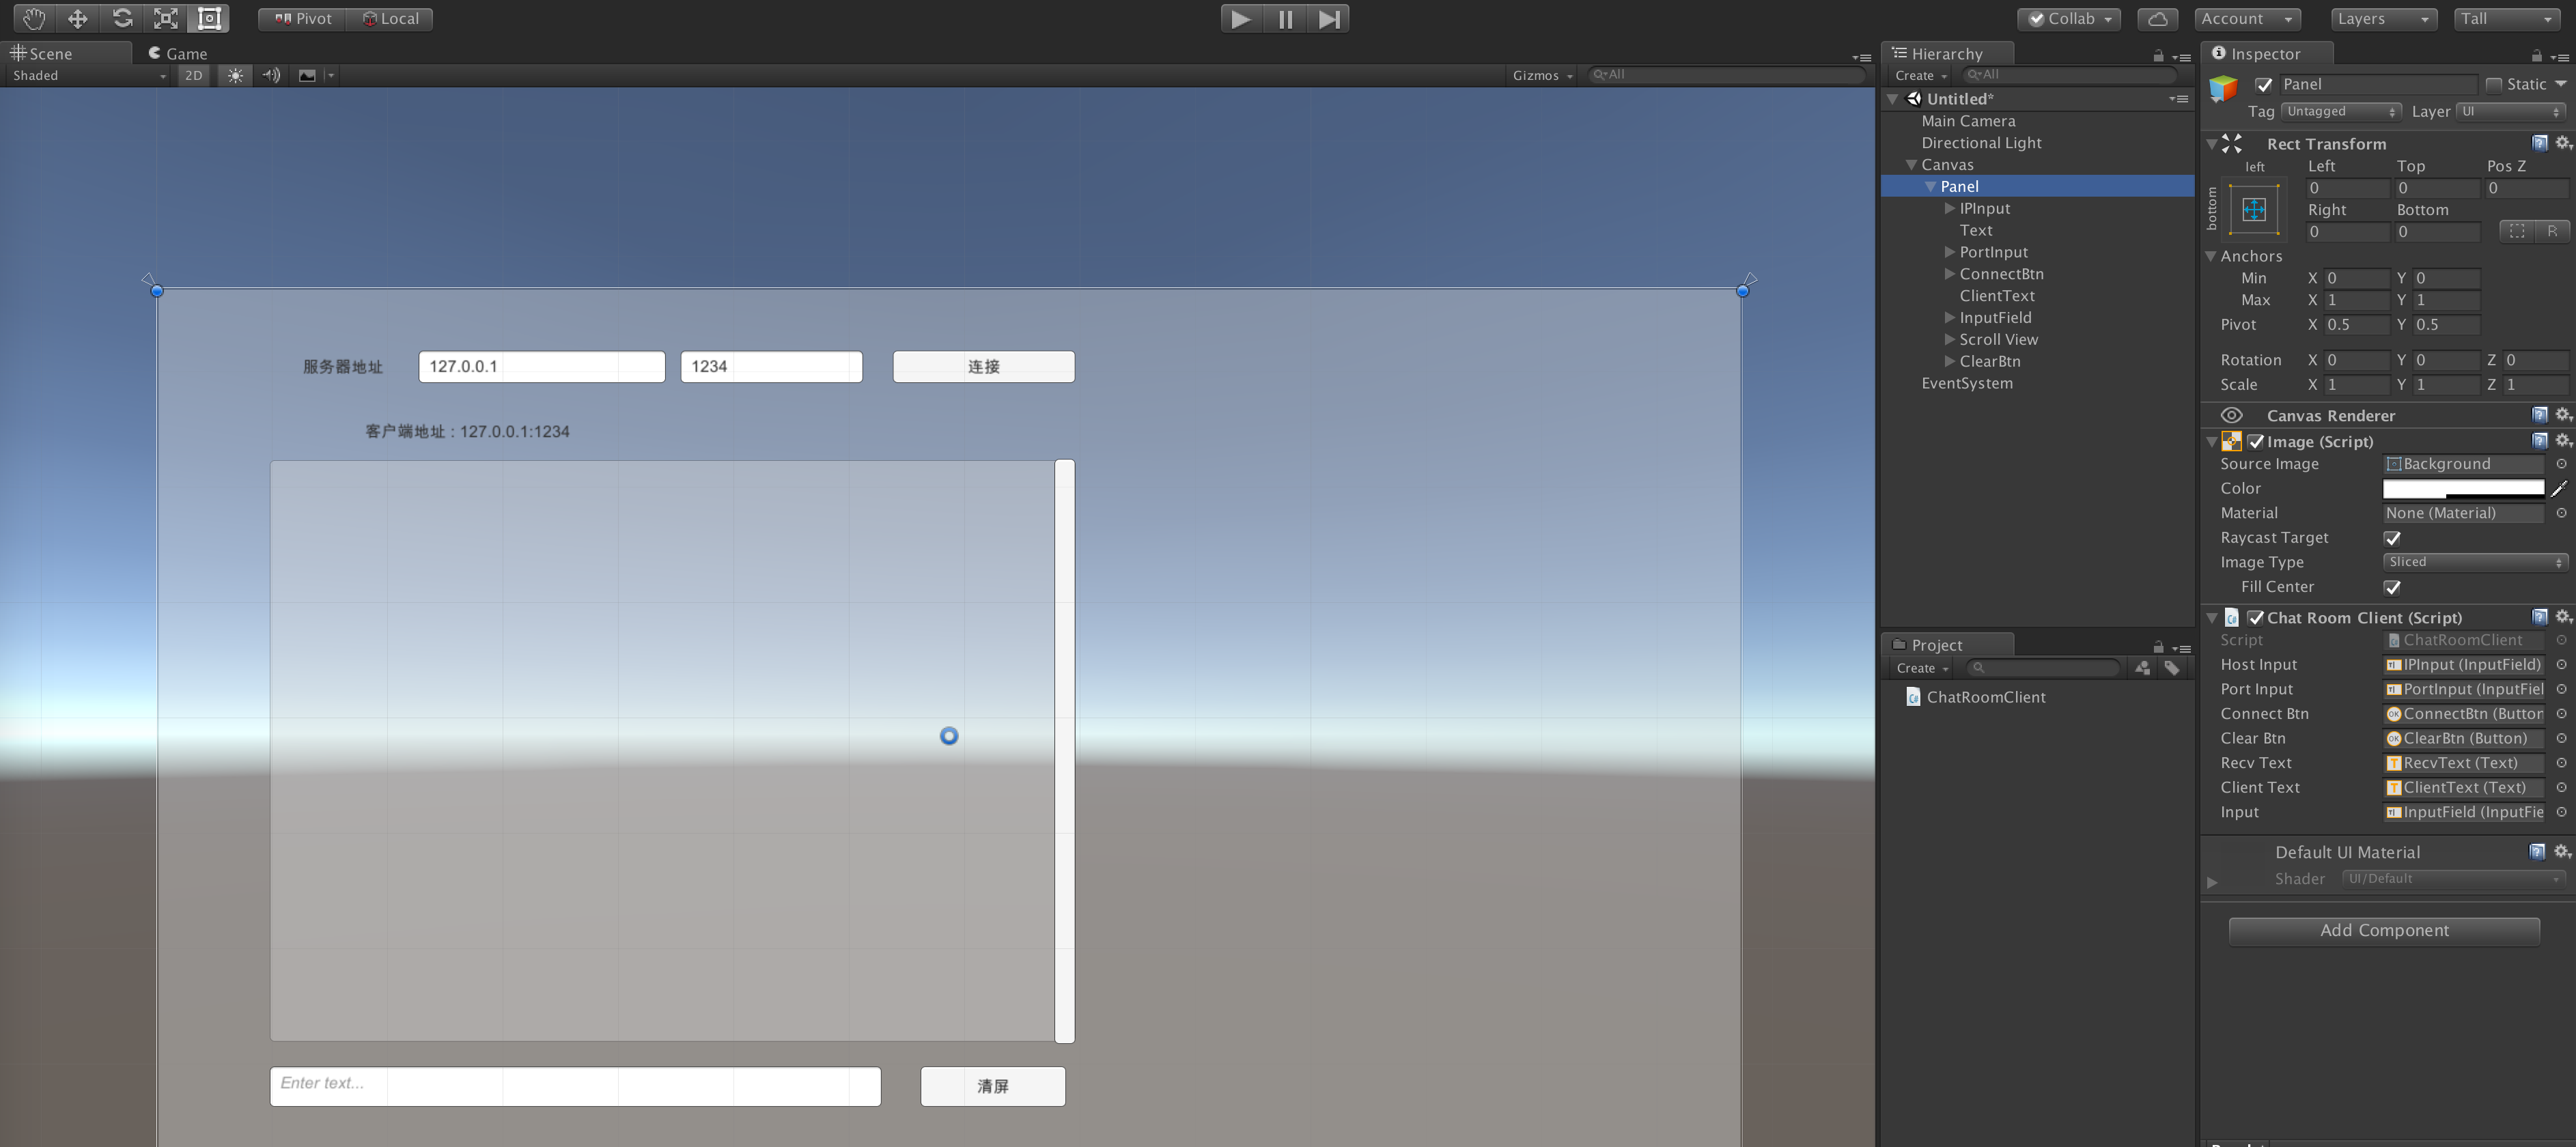 Pivot Local Collab Account Layers Tall
Scene Game
Shaded 2D Gizmos All
服务器地址 127.0.0.1 1234 连接
客户端地址 : 127.0.0.1:1234
Enter text... 清屏
Hierarchy
Create All
Untitled*
Main Camera
Directional Light
Canvas
Panel
IPInput
Text
PortInput
ConnectBtn
ClientText
InputField
Scroll View
ClearBtn
EventSystem
Project
Create
ChatRoomClient
Inspector
Panel Static
Tag Untagged Layer UI
Rect Transform
left Left Top Pos Z
bottom 0 0 0
Right Bottom
0 0 R
Anchors
Min X 0 Y 0
Max X 1 Y 1
Pivot X 0.5 Y 0.5
Rotation X 0 Y 0 Z 0
Scale X 1 Y 1 Z 1
Canvas Renderer
Image (Script)
Source Image Background
Color
Material None (Material)
Raycast Target
Image Type Sliced
Fill Center
Chat Room Client (Script)
Script ChatRoomClient
Host Input IPInput (InputField)
Port Input PortInput (InputFiel
Connect Btn ConnectBtn (Button
Clear Btn ClearBtn (Button)
Recv Text RecvText (Text)
Client Text ClientText (Text)
Input InputField (InputFie
Default UI Material
Shader UI/Default
Add Component